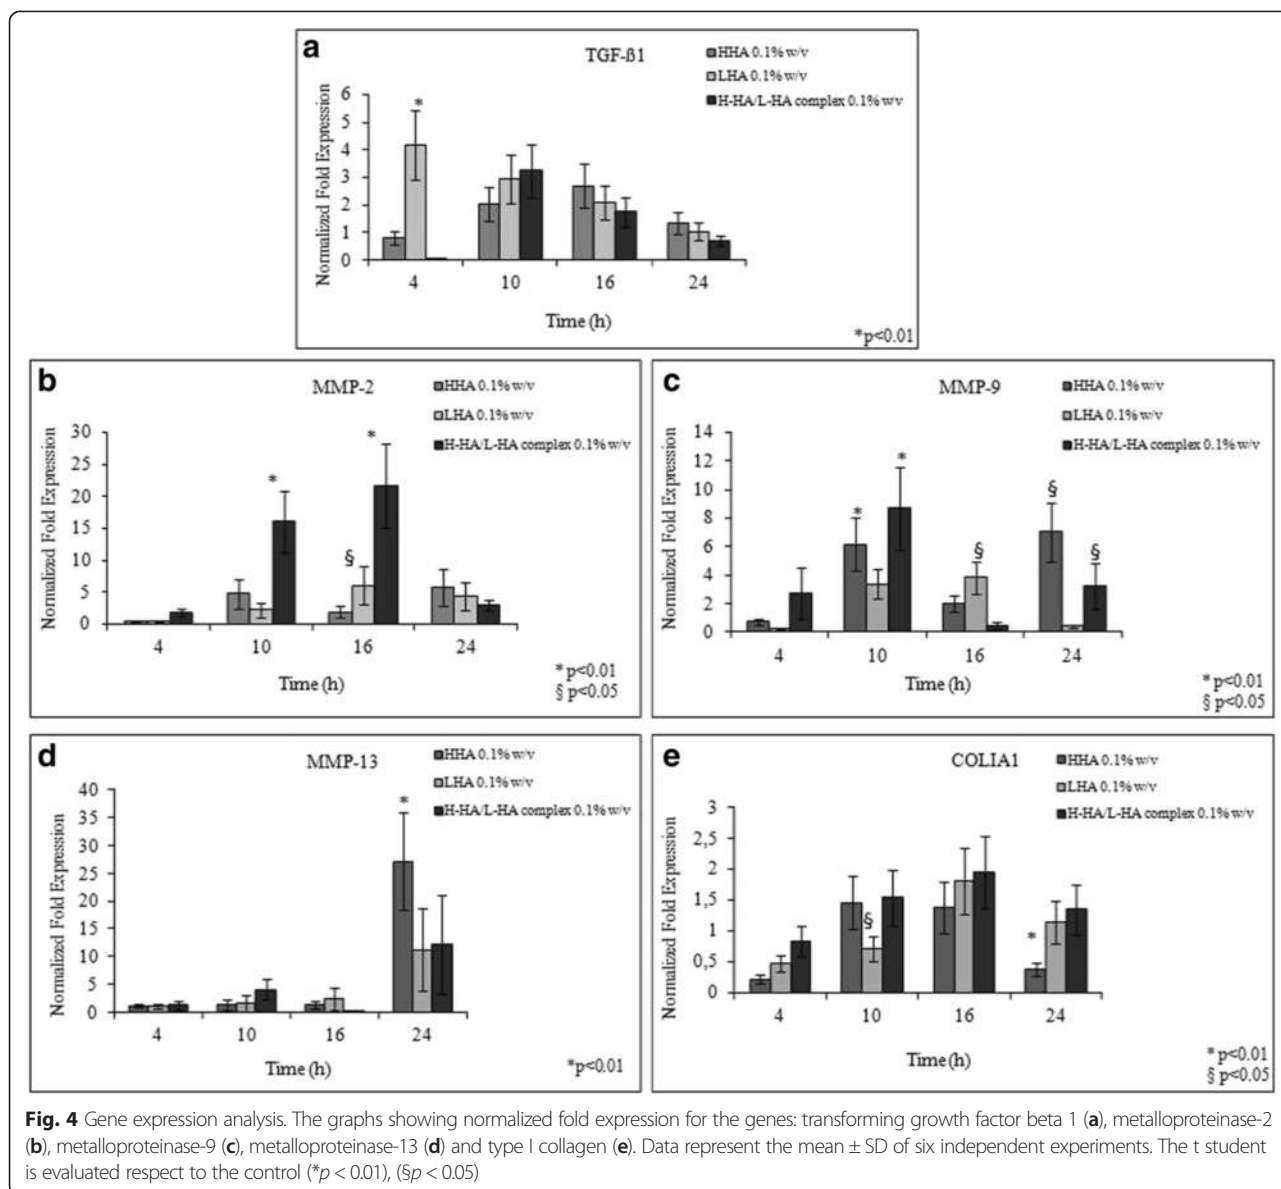 a
TGF-ß1
HHA 0.1% w/v
LHA 0.1% w/v
H-HA/L-HA complex 0.1% w/v
Normalized Fold Expression
6
5
4
3
2
1
0
*
4 10 16 24
Time (h)
*p<0.01
b
MMP-2
HHA 0.1% w/v
LHA 0.1% w/v
H-HA/L-HA complex 0.1% w/v
Normalized Fold Expression
30
25
20
15
10
5
0
* § *
4 10 16 24
Time (h)
* p<0.01
§ p<0.05
c
MMP-9
HHA 0.1% w/v
LHA 0.1% w/v
H-HA/L-HA complex 0.1% w/v
Normalized Fold Expression
14
12
10
8
6
4
2
0
* * § § §
4 10 16 24
Time (h)
* p<0.01
§ p<0.05
d
MMP-13
HHA 0.1% w/v
LHA 0.1% w/v
H-HA/L-HA complex 0.1% w/v
Normalized Fold Expression
40
35
30
25
20
15
10
5
0
*
4 10 16 24
Time (h)
*p<0.01
e
COLIA1
HHA 0.1% w/v
LHA 0.1% w/v
H-HA/L-HA complex 0.1% w/v
Normalized Fold Expression
3
2,5
2
1,5
1
0,5
0
§ *
4 10 16 24
Time (h)
* p<0.01
§ p<0.05
Fig. 4 Gene expression analysis. The graphs showing normalized fold expression for the genes: transforming growth factor beta 1 (a), metalloproteinase-2
(b), metalloproteinase-9 (c), metalloproteinase-13 (d) and type I collagen (e). Data represent the mean ± SD of six independent experiments. The t student
is evaluated respect to the control (*p < 0.01), (§p < 0.05)